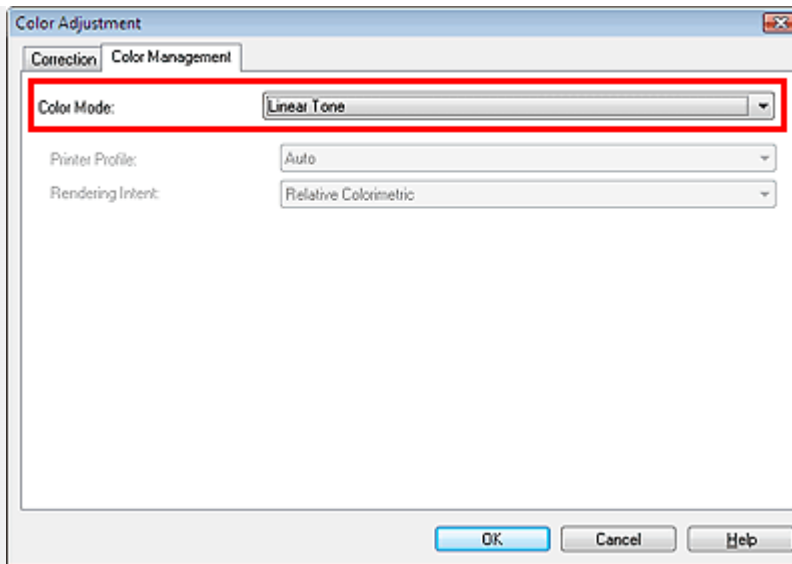 Color Adjustment
Correction Color Management
Color Mode: Linear Tone
Printer Profile: Auto
Rendering Intent: Relative Colorimetric
OK Cancel Help